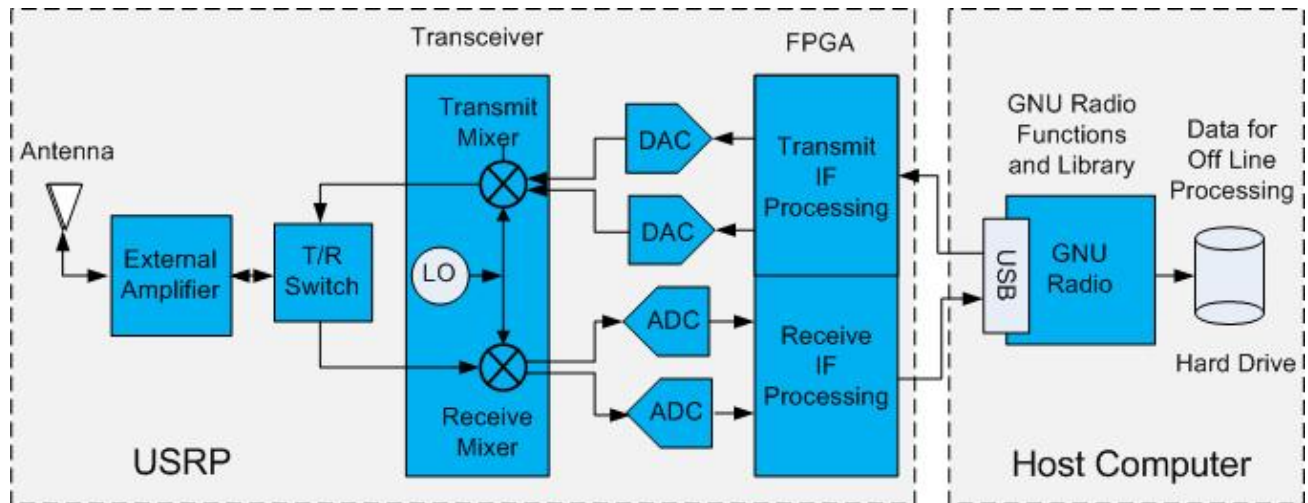 Transceiver
FPGA
Antenna
External
Amplifier
T/R
Switch
Transmit
Mixer
LO
Receive
Mixer
DAC
DAC
ADC
ADC
Transmit
IF
Processing
Receive
IF
Processing
USRP
GNU Radio
Functions
and Library
USB
GNU
Radio
Data for
Off Line
Processing
Hard Drive
Host Computer